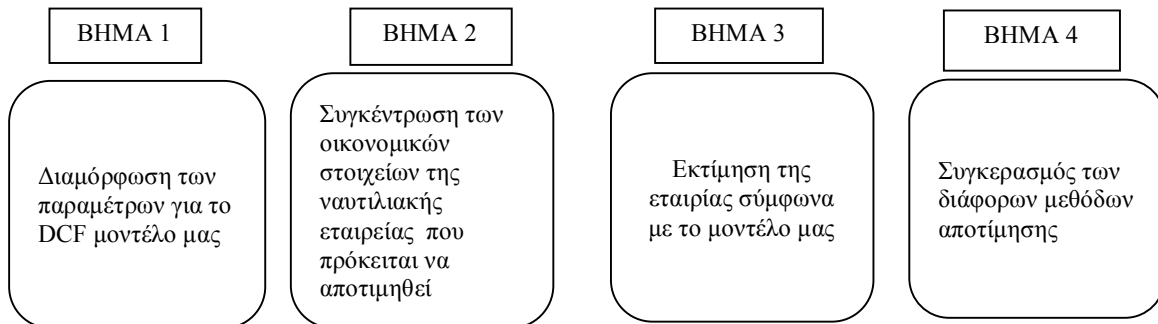 ΒΗΜΑ 1
Διαμόρφωση των
παραμέτρων για το
DCF μοντέλο μας
ΒΗΜΑ 2
Συγκέντρωση των
οικονομικών
στοιχείων της
ναυτιλιακής
εταιρείας που
πρόκειται να
αποτιμηθεί
ΒΗΜΑ 3
Εκτίμηση της
εταιρίας σύμφωνα
με το μοντέλο μας
ΒΗΜΑ 4
Συγκερασμός των
διάφορων μεθόδων
αποτίμησης